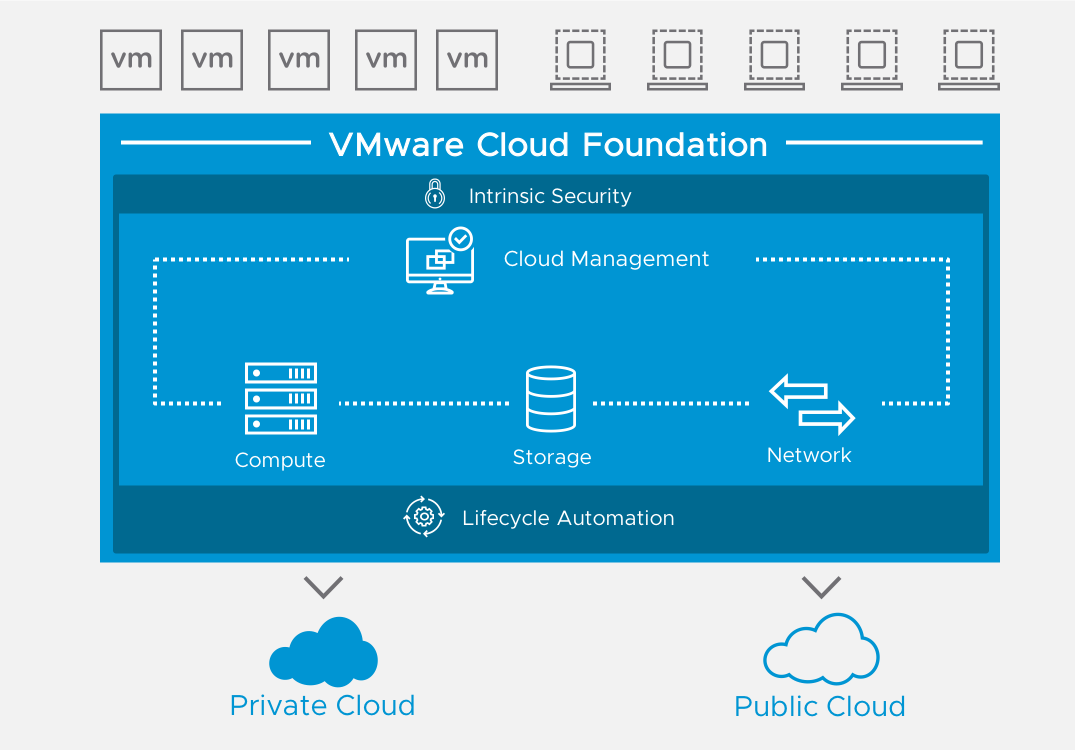 vm vm vm vm vm
VMware Cloud Foundation
Intrinsic Security
Cloud Management
Compute
Storage
Network
Lifecycle Automation
Private Cloud
Public Cloud